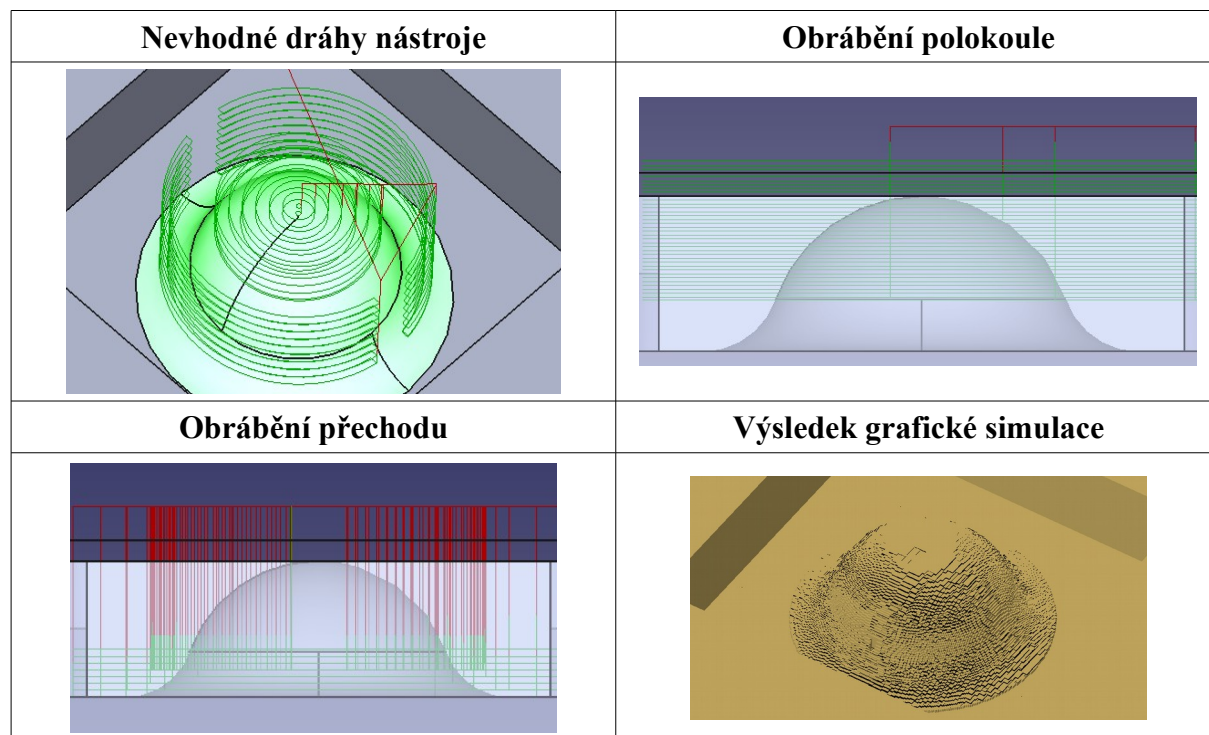 Nevhodné dráhy nástroje
Obrábění polokoule
Obrábění přechodu
Výsledek grafické simulace